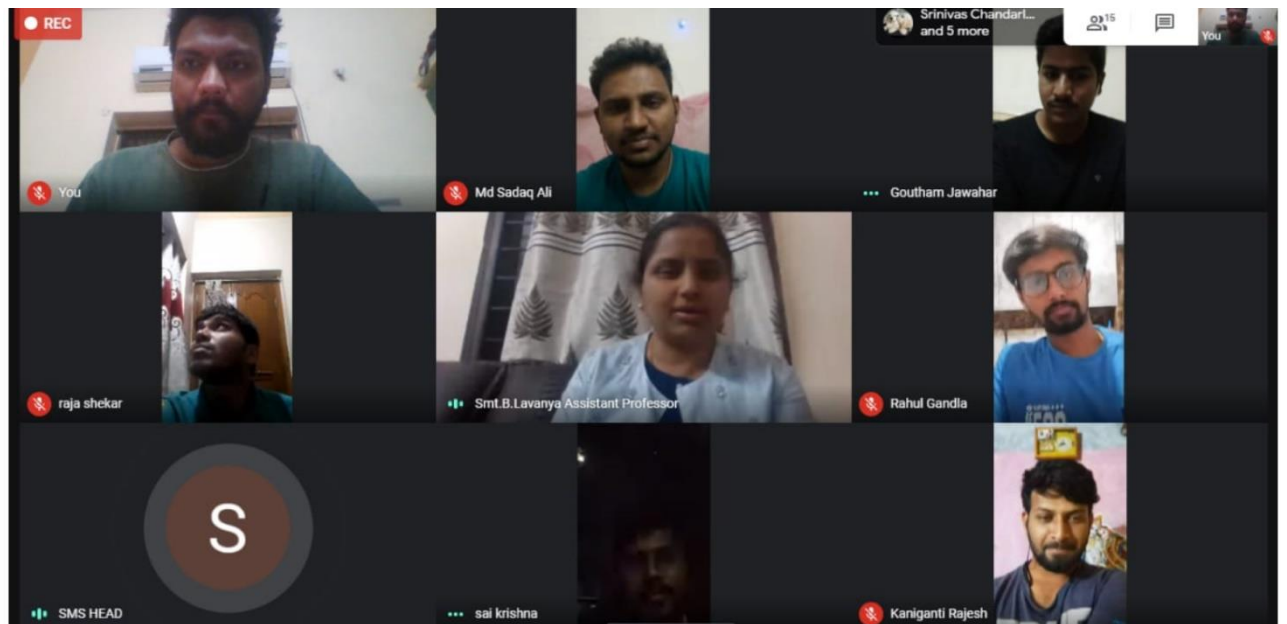 REC
Srinivas Chandarl...
and 5 more
15
You
You
Md Sadaq Ali
Goutham Jawahar
raja shekar
Smt.B.Lavanya Assistant Professor
Rahul Gandla
S
SMS HEAD
sai krishna
Kaniganti Rajesh